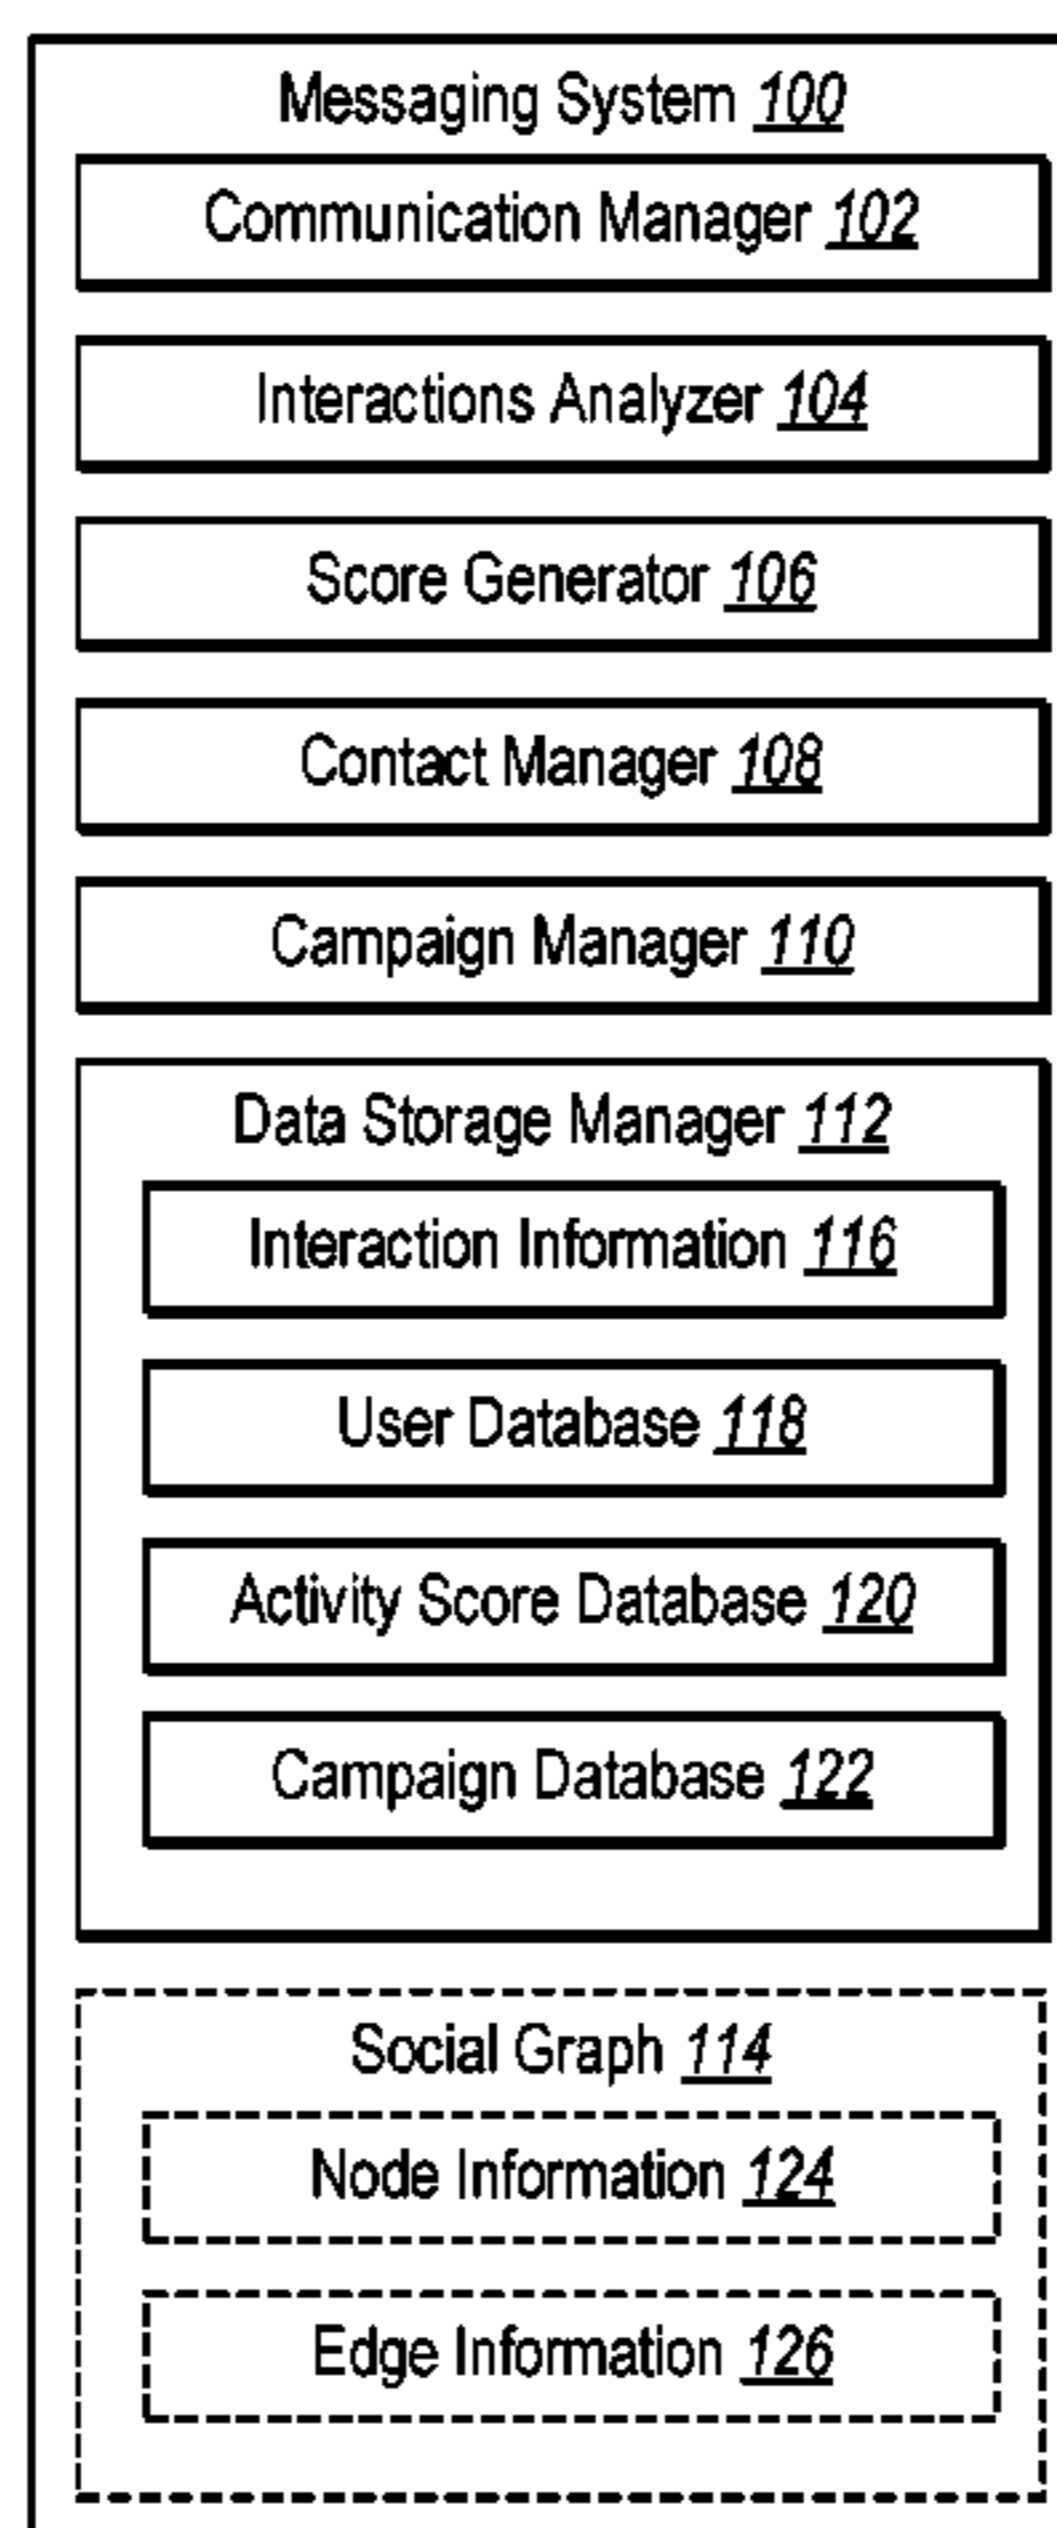 Messaging System 100
Communication Manager 102
Interactions Analyzer 104
Score Generator 106
Contact Manager 108
Campaign Manager 110
Data Storage Manager 112
Interaction Information 116
User Database 118
Activity Score Database 120
Campaign Database 122
Social Graph 114
Node Information 124
Edge Information 126